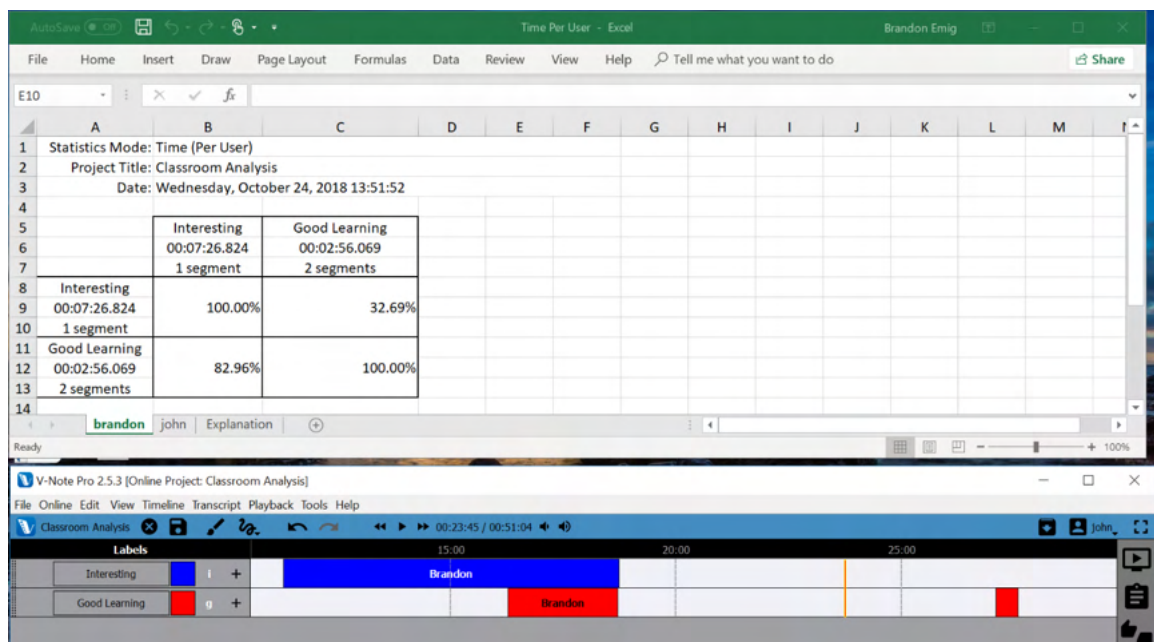 AutoSave Off Time Per User - Excel Brandon Emig
File Home Insert Draw Page Layout Formulas Data Review View Help Tell me what you want to do Share
E10 fx
A B C D E F G H I J K L M
1 Statistics Mode: Time (Per User)
2 Project Title: Classroom Analysis
3 Date: Wednesday, October 24, 2018 13:51:52
4
5 Interesting Good Learning
6 00:07:26.824 00:02:56.069
7 1 segment 2 segments
8 Interesting
9 00:07:26.824 100.00% 32.69%
10 1 segment
11 Good Learning
12 00:02:56.069 82.96% 100.00%
13 2 segments
14
brandon john Explanation
Ready 100%
V-Note Pro 2.5.3 [Online Project: Classroom Analysis]
File Online Edit View Timeline Transcript Playback Tools Help
Classroom Analysis 00:23:45 / 00:51:04 john
Labels 15:00 20:00 25:00
Interesting i + Brandon
Good Learning g + Brandon